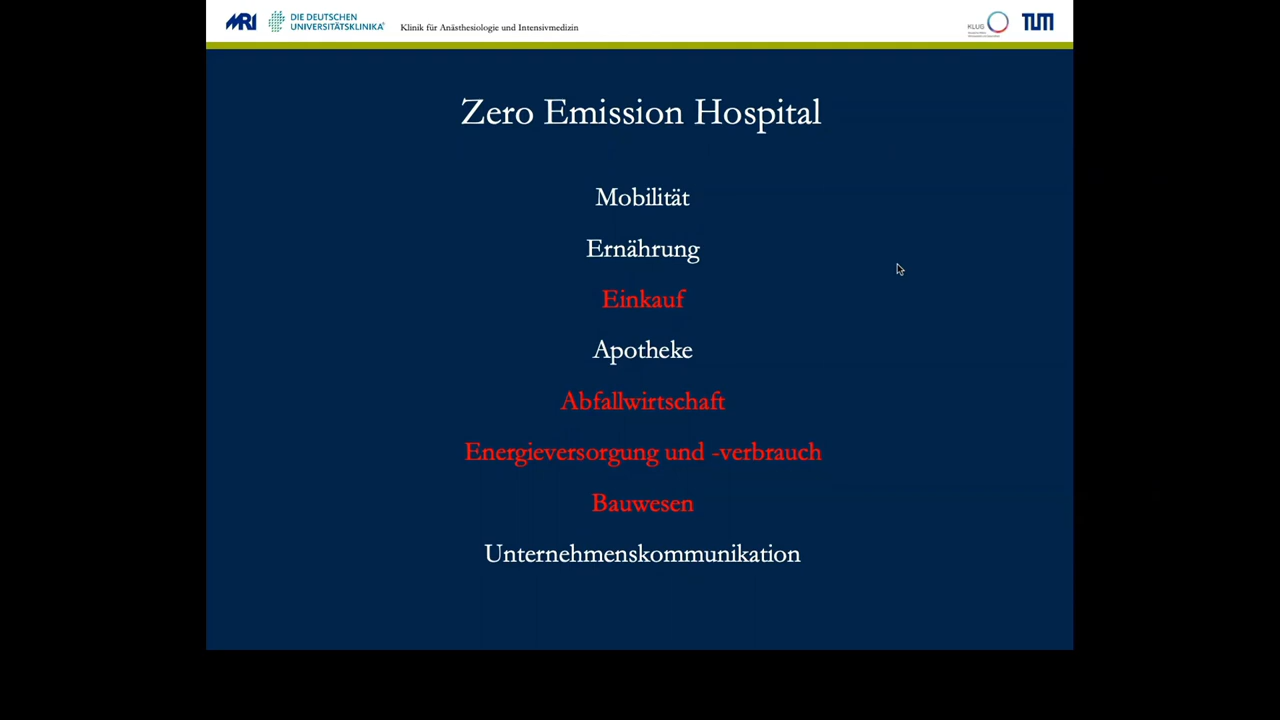 MRI
DIE DEUTSCHEN
UNIVERSITÄTSKLINIKA®
Klinik für Anästhesiologie und Intensivmedizin
KLUG
TUM
Zero Emission Hospital
Mobilität
Ernährung
Einkauf
Apotheke
Abfallwirtschaft
Energieversorgung und -verbrauch
Bauwesen
Unternehmenskommunikation